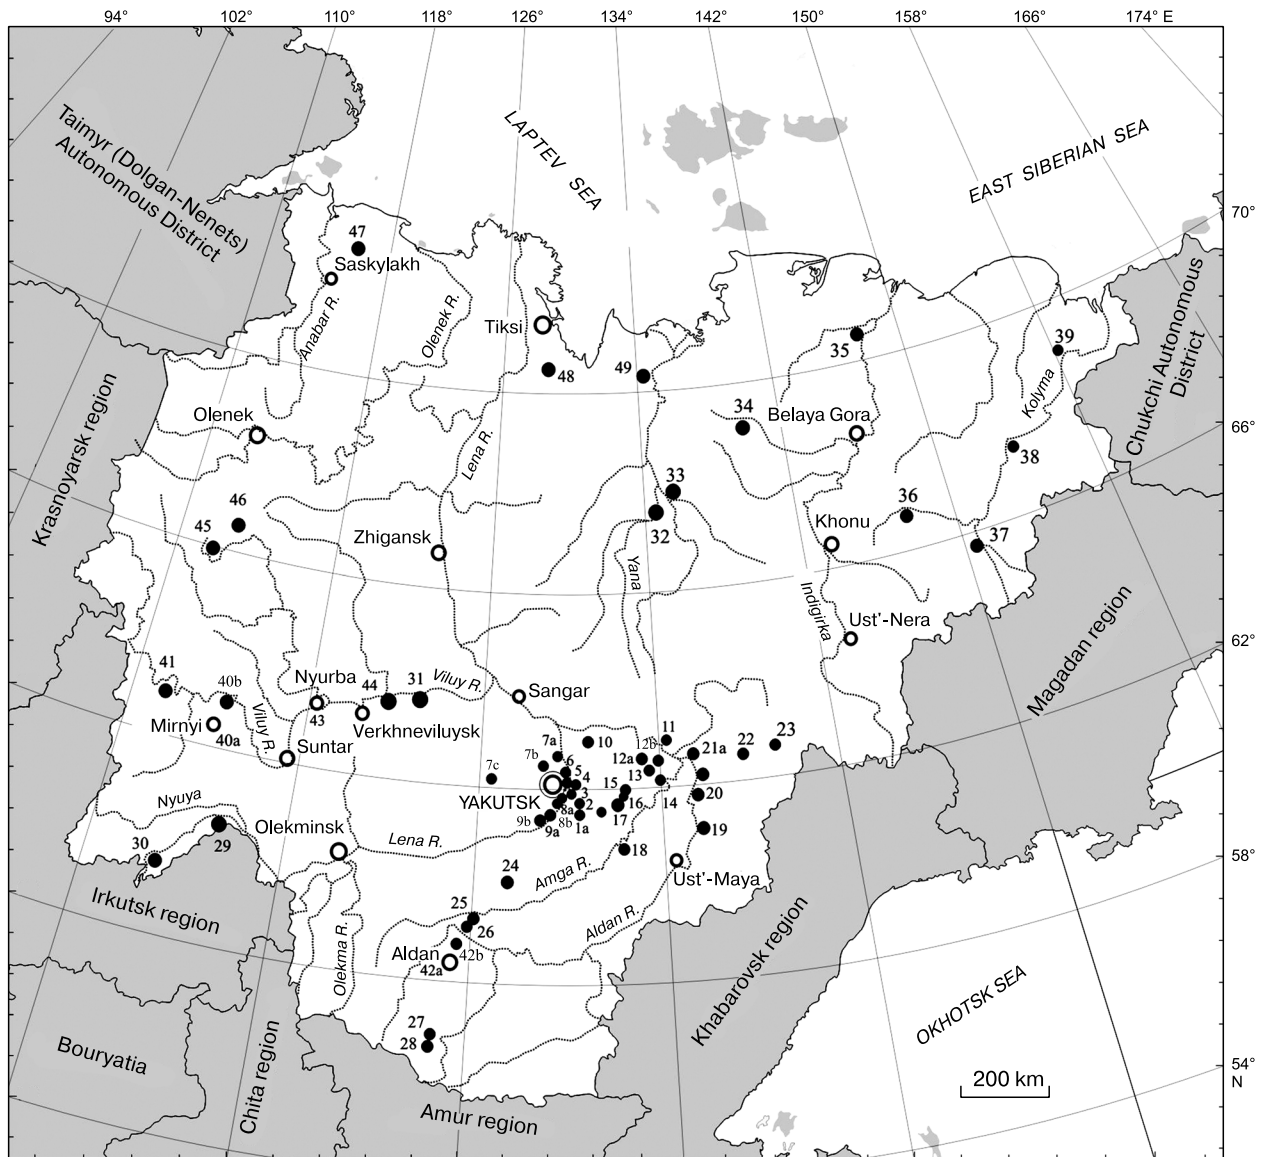 94°
102°
110°
118°
126°
134°
142°
150°
158°
166°
174° E
Taimyr (Dolgan-Nenets)
Autonomous District
LAPTEV SEA
EAST SIBERIAN SEA
70°
47
Saskylakh
Anabar R.
Olenek R.
Tiksi
48
49
35
39
Chukchi Autonomous
District
Kolyma
Krasnoyarsk region
Olenek
Lena R.
34
Belaya Gora
66°
38
46
45
33
32
36
Khonu
37
Zhigansk
Yana
Indigirka
Ust'-Nera
62°
Magadan region
41
40b
Nyurba
44
31
Viluy R.
Sangar
Mirnyi
40a
Viluy R.
43
Verkhneviluysk
Suntar
7a
10
11
12b
12a
21a
22
23
7b
6
7c
5
4
13
15
14
20
YAKUTSK
3
2
16
8a
17
9b
9a
8b
1a
19
Nyuya
Olekminsk
Lena R.
18
58°
30
29
24
Amga R.
Ust'-Maya
Irkutsk region
25
26
Aldan R.
Aldan
42b
42a
Olekma R.
Khabarovsk region
OKHOTSK SEA
27
28
Bouryatia
Chita region
Amur region
200 km
54°
N